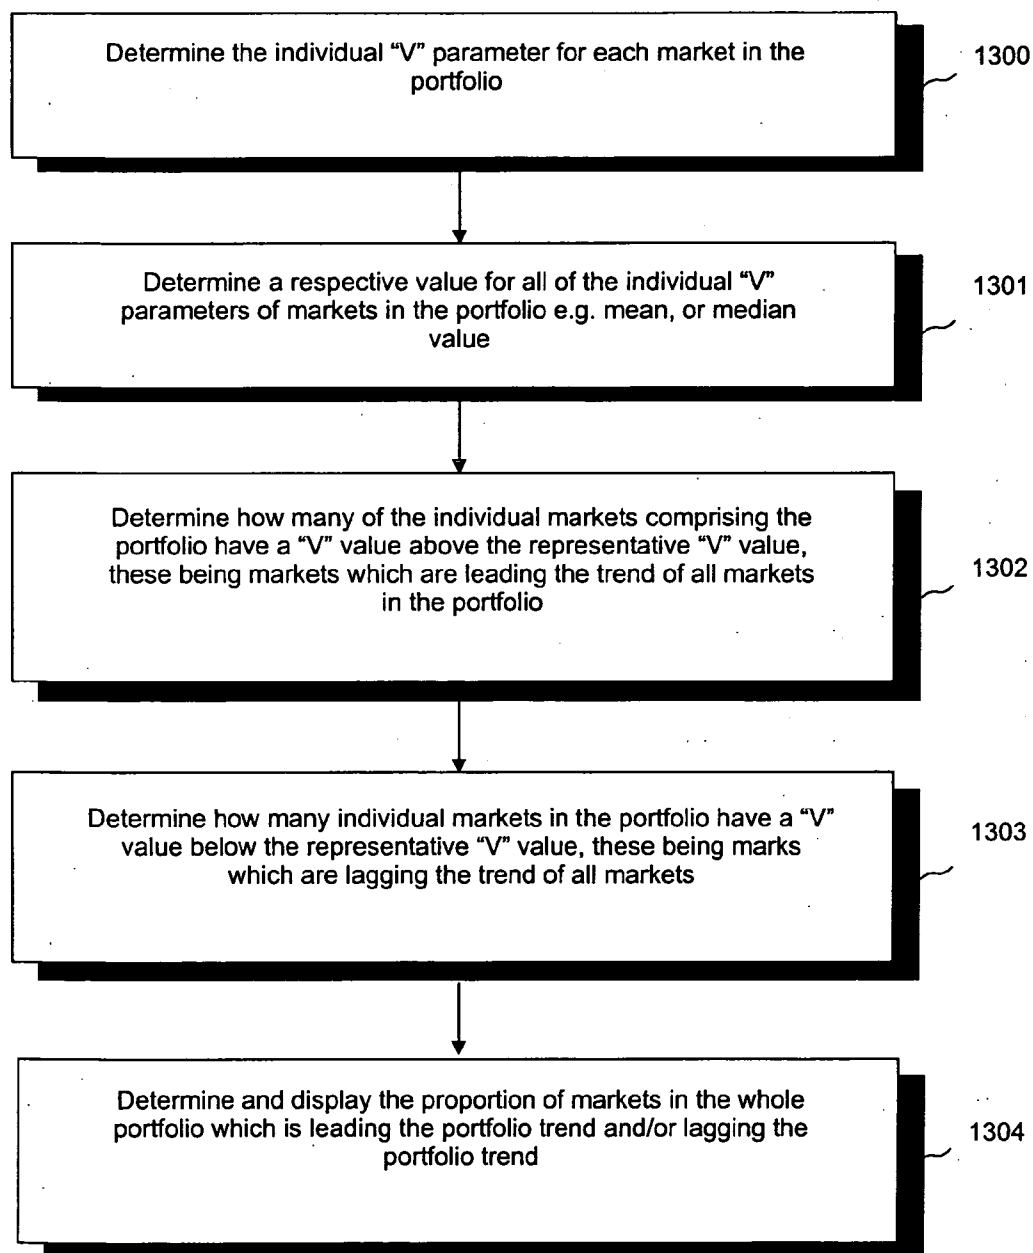 Determine the individual “V” parameter for each market in the
portfolio
1300
Determine a respective value for all of the individual “V”
parameters of markets in the portfolio e.g. mean, or median
value
1301
Determine how many of the individual markets comprising the
portfolio have a “V” value above the representative “V” value,
these being markets which are leading the trend of all markets
in the portfolio
1302
Determine how many individual markets in the portfolio have a “V”
value below the representative “V” value, these being marks
which are lagging the trend of all markets
1303
Determine and display the proportion of markets in the whole
portfolio which is leading the portfolio trend and/or lagging the
portfolio trend
1304